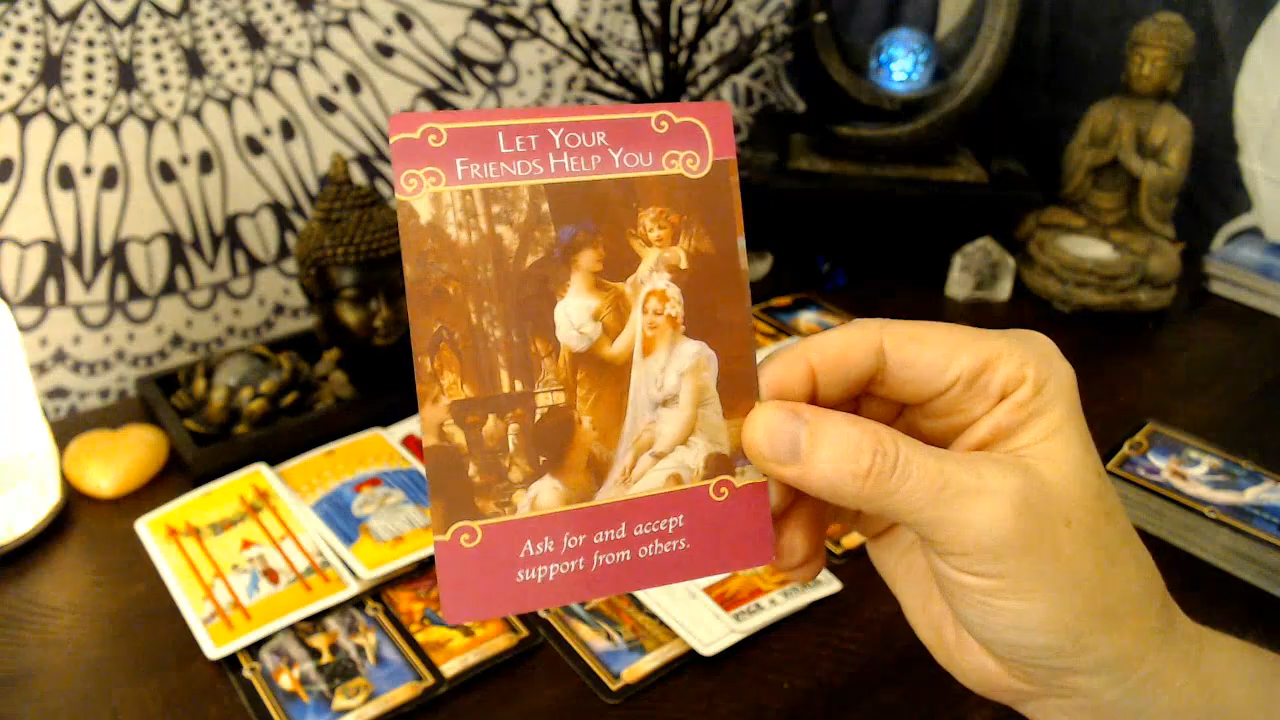 Let Your
Friends Help You
Ask for and accept
support from others.